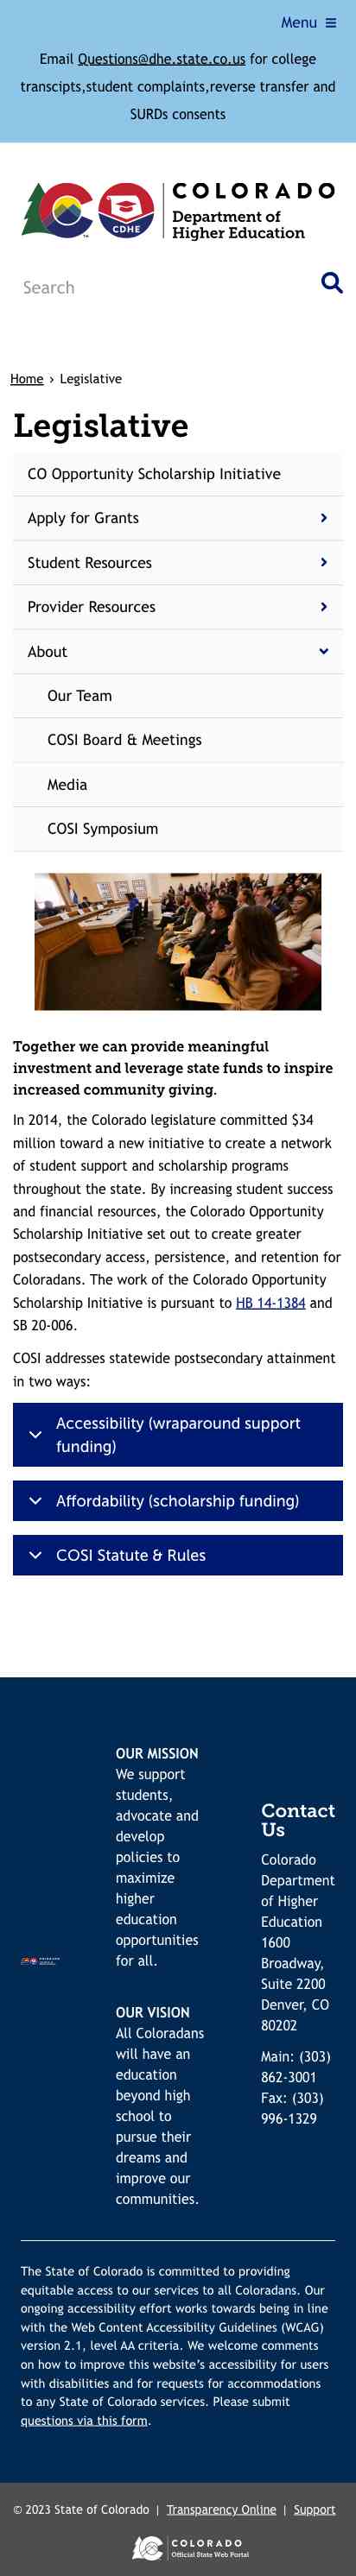 Menu
Email Questions@dhe.state.co.us for college
transcipts,student complaints,reverse transfer and
SURDs consents
CO
CDHE
COLORADO
Department of
Higher Education
Search
Home › Legislative
Legislative
CO Opportunity Scholarship Initiative
Apply for Grants
Student Resources
Provider Resources
About
Our Team
COSI Board & Meetings
Media
COSI Symposium
Together we can provide meaningful
investment and leverage state funds to inspire
increased community giving.
In 2014, the Colorado legislature committed $34
million toward a new initiative to create a network
of student support and scholarship programs
throughout the state. By increasing student success
and financial resources, the Colorado Opportunity
Scholarship Initiative set out to create greater
postsecondary access, persistence, and retention for
Coloradans. The work of the Colorado Opportunity
Scholarship Initiative is pursuant to HB 14-1384 and
SB 20-006.
COSI addresses statewide postsecondary attainment
in two ways:
Accessibility (wraparound support
funding)
Affordability (scholarship funding)
COSI Statute & Rules
OUR MISSION
We support
students,
advocate and
develop
policies to
maximize
higher
education
opportunities
for all.
OUR VISION
All Coloradans
will have an
education
beyond high
school to
pursue their
dreams and
improve our
communities.
Contact
Us
Colorado
Department
of Higher
Education
1600
Broadway,
Suite 2200
Denver, CO
80202
Main: (303)
862-3001
Fax: (303)
996-1329
The State of Colorado is committed to providing
equitable access to our services to all Coloradans. Our
ongoing accessibility effort works towards being in line
with the Web Content Accessibility Guidelines (WCAG)
version 2.1, level AA criteria. We welcome comments
on how to improve this website's accessibility for users
with disabilities and for requests for accommodations
to any State of Colorado services. Please submit
questions via this form.
© 2023 State of Colorado | Transparency Online | Support
CO
COLORADO
Official State Web Portal